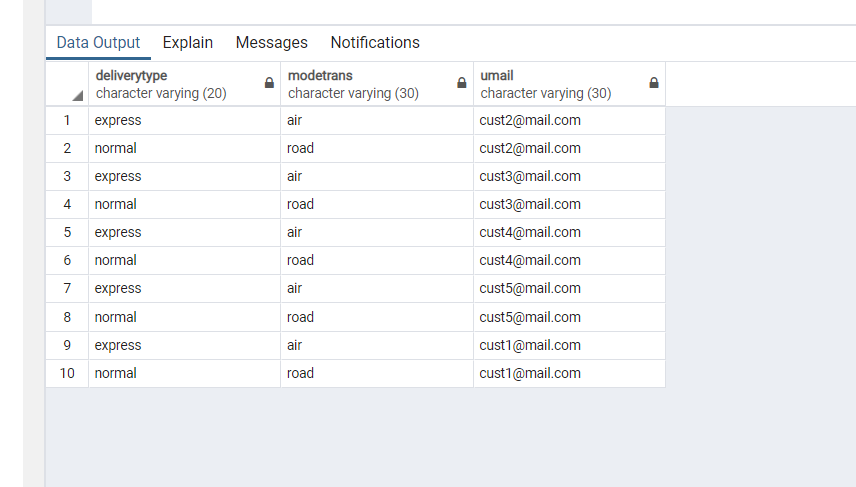 Data Output Explain Messages Notifications
deliverytype modetrans umail
character varying (20) character varying (30) character varying (30)
1 express air cust2@mail.com
2 normal road cust2@mail.com
3 express air cust3@mail.com
4 normal road cust3@mail.com
5 express air cust4@mail.com
6 normal road cust4@mail.com
7 express air cust5@mail.com
8 normal road cust5@mail.com
9 express air cust1@mail.com
10 normal road cust1@mail.com